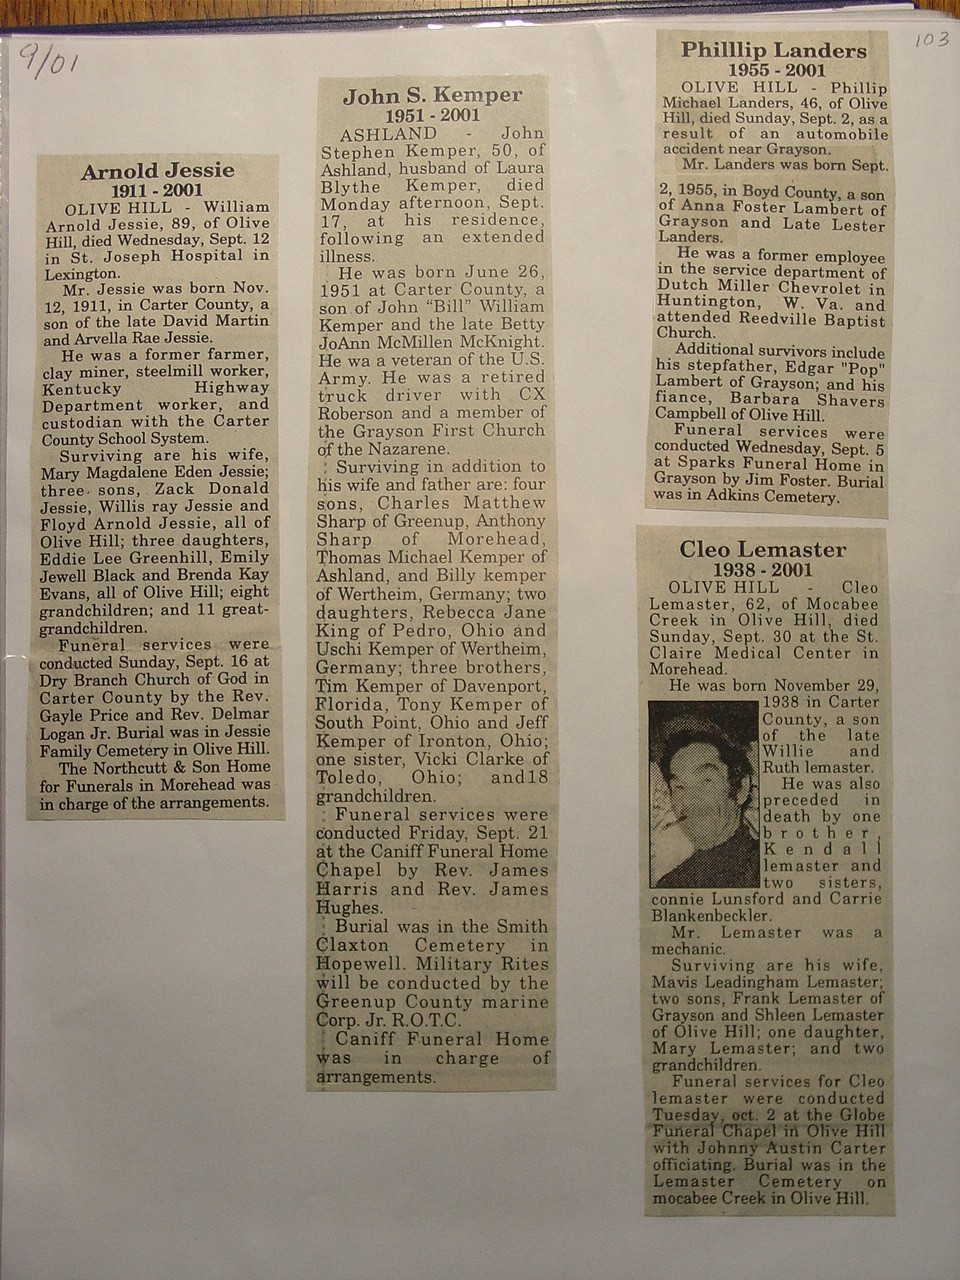 9/01
103
Arnold Jessie
1911 - 2001
OLIVE HILL - William
Arnold Jessie, 89, of Olive
Hill, died Wednesday, Sept. 12
in St. Joseph Hospital in
Lexington.
Mr. Jessie was born Nov.
12, 1911, in Carter County, a
son of the late David Martin
and Arvella Rae Jessie.
He was a former farmer,
clay miner, steelmill worker,
Kentucky Highway
Department worker, and
custodian with the Carter
County School System.
Surviving are his wife,
Mary Magdalene Eden Jessie;
three sons, Zack Donald
Jessie, Willis ray Jessie and
Floyd Arnold Jessie, all of
Olive Hill; three daughters,
Eddie Lee Greenhill, Emily
Jewell Black and Brenda Kay
Evans, all of Olive Hill; eight
grandchildren; and 11 great-
grandchildren.
Funeral services were
conducted Sunday, Sept. 16 at
Dry Branch Church of God in
Carter County by the Rev.
Gayle Price and Rev. Delmar
Logan Jr. Burial was in Jessie
Family Cemetery in Olive Hill.
The Northcutt & Son Home
for Funerals in Morehead was
in charge of the arrangements.
John S. Kemper
1951 - 2001
ASHLAND - John
Stephen Kemper, 50, of
Ashland, husband of Laura
Blythe Kemper, died
Monday afternoon, Sept.
17, at his residence,
following an extended
illness.
He was born June 26,
1951 at Carter County, a
son of John “Bill” William
Kemper and the late Betty
JoAnn McMillen McKnight.
He wa a veteran of the U.S.
Army. He was a retired
truck driver with CX
Roberson and a member of
the Grayson First Church
of the Nazarene.
Surviving in addition to
his wife and father are: four
sons, Charles Matthew
Sharp of Greenup, Anthony
Sharp of Morehead,
Thomas Michael Kemper of
Ashland, and Billy kemper
of Wertheim, Germany; two
daughters, Rebecca Jane
King of Pedro, Ohio and
Uschi Kemper of Wertheim,
Germany; three brothers,
Tim Kemper of Davenport,
Florida, Tony Kemper of
South Point, Ohio and Jeff
Kemper of Ironton, Ohio;
one sister, Vicki Clarke of
Toledo, Ohio; and18
grandchildren.
Funeral services were
conducted Friday, Sept. 21
at the Caniff Funeral Home
Chapel by Rev. James
Harris and Rev. James
Hughes.
Burial was in the Smith
Claxton Cemetery in
Hopewell. Military Rites
will be conducted by the
Greenup County marine
Corp. Jr. R.O.T.C.
Caniff Funeral Home
was in charge of
arrangements.
Philllip Landers
1955 - 2001
OLIVE HILL - Phillip
Michael Landers, 46, of Olive
Hill, died Sunday, Sept. 2, as a
result of an automobile
accident near Grayson.
Mr. Landers was born Sept.
2, 1955, in Boyd County, a son
of Anna Foster Lambert of
Grayson and Late Lester
Landers.
He was a former employee
in the service department of
Dutch Miller Chevrolet in
Huntington, W. Va. and
attended Reedville Baptist
Church.
Additional survivors include
his stepfather, Edgar "Pop"
Lambert of Grayson; and his
fiance, Barbara Shavers
Campbell of Olive Hill.
Funeral services were
conducted Wednesday, Sept. 5
at Sparks Funeral Home in
Grayson by Jim Foster. Burial
was in Adkins Cemetery.
Cleo Lemaster
1938 - 2001
OLIVE HILL - Cleo
Lemaster, 62, of Mocabee
Creek in Olive Hill, died
Sunday, Sept. 30 at the St.
Claire Medical Center in
Morehead.
He was born November 29,
1938 in Carter
County, a son
of the late
Willie and
Ruth lemaster.
He was also
preceded in
death by one
brother,
Kendall
lemaster and
two sisters,
connie Lunsford and Carrie
Blankenbeckler.
Mr. Lemaster was a
mechanic.
Surviving are his wife,
Mavis Leadingham Lemaster;
two sons, Frank Lemaster of
Grayson and Shleen Lemaster
of Olive Hill; one daughter,
Mary Lemaster; and two
grandchildren.
Funeral services for Cleo
lemaster were conducted
Tuesday, oct. 2 at the Globe
Funeral Chapel in Olive Hill
with Johnny Austin Carter
officiating. Burial was in the
Lemaster Cemetery on
mocabee Creek in Olive Hill.